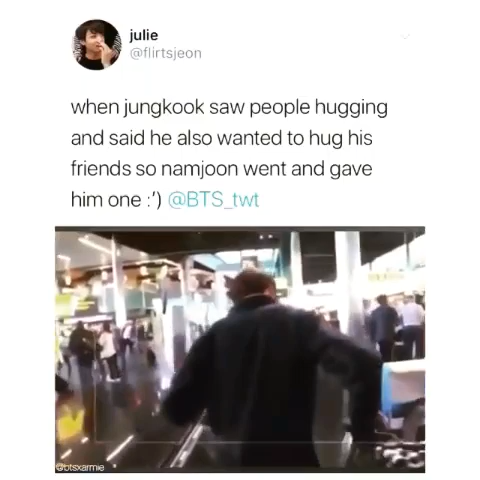 julie
@flirtsjeon
when jungkook saw people hugging
and said he also wanted to hug his
friends so namjoon went and gave
him one :') @BTS_twt
@btsxarmie